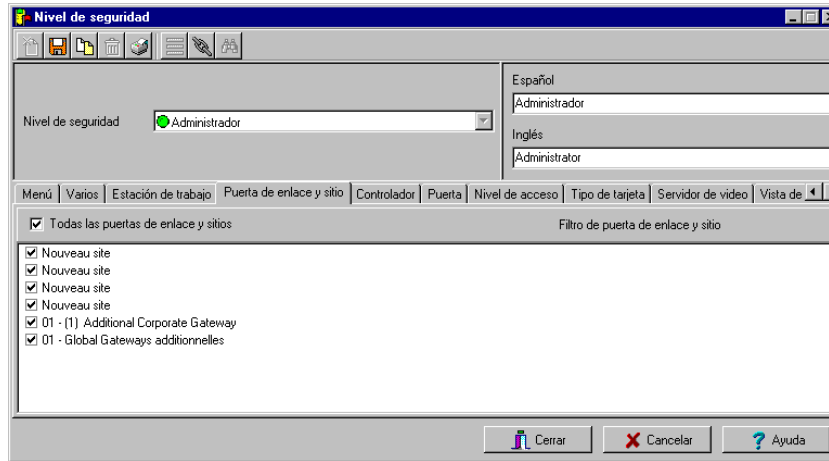 Nivel de seguridad
Español
Administrador
Nivel de seguridad
Administrador
Inglés
Administrator
Menú
Varios
Estación de trabajo
Puerta de enlace y sitio
Controlador
Puerta
Nivel de acceso
Tipo de tarjeta
Servidor de video
Vista de
Todas las puertas de enlace y sitios
Filtro de puerta de enlace y sitio
Nouveau site
Nouveau site
Nouveau site
Nouveau site
01 - (1) Additional Corporate Gateway
01 - Global Gateways additionnelles
Cerrar
Cancelar
Ayuda